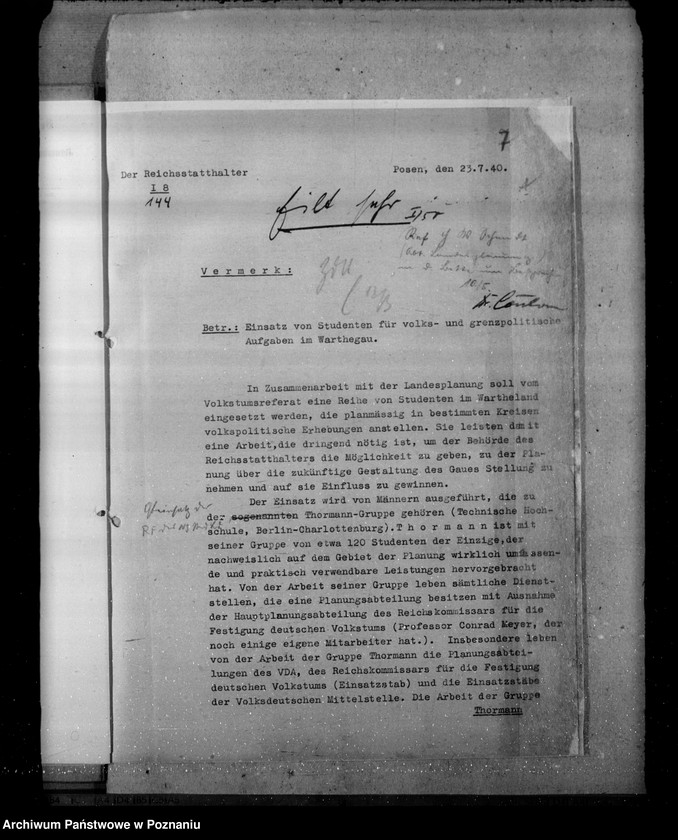 7
Der Reichsstatthalter
Posen, den 23.7.40.
I 8
144
Eilt sehr
Vermerk:
Betr.: Einsatz von Studenten für volks- und grenzpolitische
Aufgaben im Warthegau.
In Zusammenarbeit mit der Landesplanung soll vom
Volkstumsreferat eine Reihe von Studenten im Wartheland
eingesetzt werden, die planmässig in bestimmten Kreisen
volkspolitische Erhebungen anstellen. Sie leisten damit
eine Arbeit, die dringend nötig ist, um der Behörde des
Reichsstatthalters die Möglichkeit zu geben, zu der Pla-
nung über die zukünftige Gestaltung des Gaues Stellung zu
nehmen und auf sie Einfluss zu gewinnen.
Der Einsatz wird von Männern ausgeführt, die zu
der sogenannten Thormann-Gruppe gehören (Technische Hoch-
schule, Berlin-Charlottenburg). Thormann ist mit
seiner Gruppe von etwa 120 Studenten der Einzige, der
nachweislich auf dem Gebiet der Planung wirklich umfassen-
de und praktisch verwendbare Leistungen hervorgebracht
hat. Von der Arbeit seiner Gruppe leben sämtliche Dienst-
stellen, die eine Planungsabteilung besitzen mit Ausnahme
der Hauptplanungsabteilung des Reichskommissars für die
Festigung deutschen Volkstums (Professor Conrad Meyer, der
noch einige eigene Mitarbeiter hat.). Insbesondere leben
von der Arbeit der Gruppe Thormann die Planungsabtei-
lungen des VDA, des Reichskommissars für die Festigung
deutschen Volkstums (Einsatzstab) und die Einsatzstäbe
der Volksdeutschen Mittelstelle. Die Arbeit der Gruppe
Thormann
Archiwum Państwowe w Poznaniu